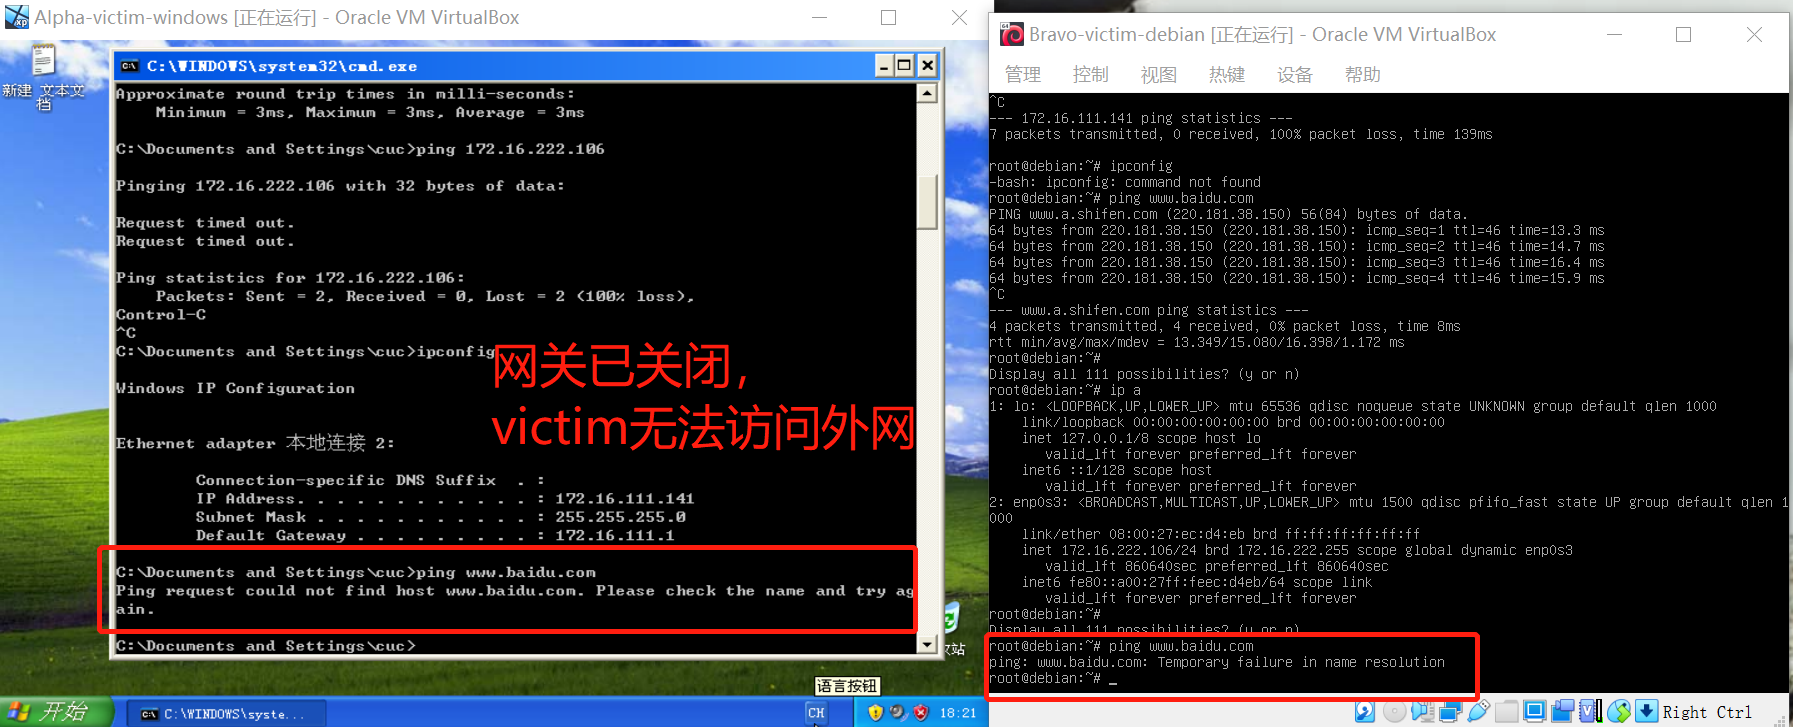 Alpha-victim-windows [正在运行] - Oracle VM VirtualBox
新建 文本文
档
C:\WINDOWS\system32\cmd.exe
Approximate round trip times in milli-seconds:
    Minimum = 3ms, Maximum = 3ms, Average = 3ms
C:\Documents and Settings\cuc>ping 172.16.222.106
Pinging 172.16.222.106 with 32 bytes of data:
Request timed out.
Request timed out.
Ping statistics for 172.16.222.106:
    Packets: Sent = 2, Received = 0, Lost = 2 (100% loss),
Control-C
^C
C:\Documents and Settings\cuc>ipconfig
Windows IP Configuration
Ethernet adapter 本地连接 2:
        Connection-specific DNS Suffix  . :
        IP Address. . . . . . . . . . . . : 172.16.111.141
        Subnet Mask . . . . . . . . . . . : 255.255.255.0
        Default Gateway . . . . . . . . . : 172.16.111.1
C:\Documents and Settings\cuc>ping www.baidu.com
Ping request could not find host www.baidu.com. Please check the name and try ag
ain.
C:\Documents and Settings\cuc>
网关已关闭，
victim无法访问外网
站
语言按钮
开始
C:\WINDOWS\syste...
CH
18:21
Bravo-victim-debian [正在运行] - Oracle VM VirtualBox
管理 控制 视图 热键 设备 帮助
^C
--- 172.16.111.141 ping statistics ---
7 packets transmitted, 0 received, 100% packet loss, time 139ms
root@debian:~# ipconfig
-bash: ipconfig: command not found
root@debian:~# ping www.baidu.com
PING www.a.shifen.com (220.181.38.150) 56(84) bytes of data.
64 bytes from 220.181.38.150 (220.181.38.150): icmp_seq=1 ttl=46 time=13.3 ms
64 bytes from 220.181.38.150 (220.181.38.150): icmp_seq=2 ttl=46 time=14.7 ms
64 bytes from 220.181.38.150 (220.181.38.150): icmp_seq=3 ttl=46 time=16.4 ms
64 bytes from 220.181.38.150 (220.181.38.150): icmp_seq=4 ttl=46 time=15.9 ms
^C
--- www.a.shifen.com ping statistics ---
4 packets transmitted, 4 received, 0% packet loss, time 8ms
rtt min/avg/max/mdev = 13.349/15.080/16.398/1.172 ms
root@debian:~#
Display all 111 possibilities? (y or n)
root@debian:~# ip a
1: lo: <LOOPBACK,UP,LOWER_UP> mtu 65536 qdisc noqueue state UNKNOWN group default qlen 1000
    link/loopback 00:00:00:00:00:00 brd 00:00:00:00:00:00
    inet 127.0.0.1/8 scope host lo
       valid_lft forever preferred_lft forever
    inet6 ::1/128 scope host
       valid_lft forever preferred_lft forever
2: enp0s3: <BROADCAST,MULTICAST,UP,LOWER_UP> mtu 1500 qdisc pfifo_fast state UP group default qlen 1
000
    link/ether 08:00:27:ec:d4:eb brd ff:ff:ff:ff:ff:ff
    inet 172.16.222.106/24 brd 172.16.222.255 scope global dynamic enp0s3
       valid_lft 860640sec preferred_lft 860640sec
    inet6 fe80::a00:27ff:feec:d4eb/64 scope link
       valid_lft forever preferred_lft forever
root@debian:~#
Display all 111 possibilities? (y or n)
root@debian:~# ping www.baidu.com
ping: www.baidu.com: Temporary failure in name resolution
root@debian:~# _
Right Ctrl